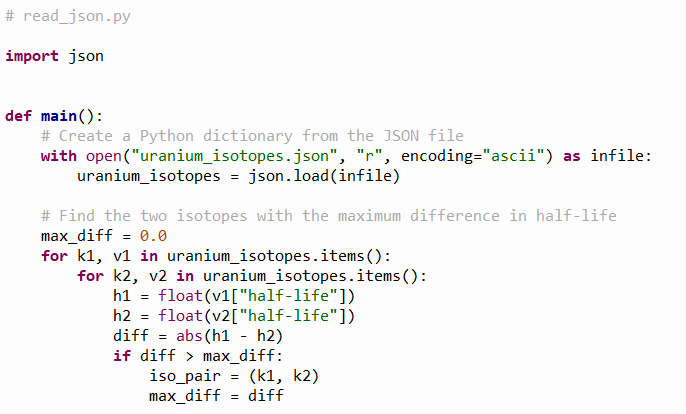 # read_json.py
import json
def main():
    # Create a Python dictionary from the JSON file
    with open("uranium_isotopes.json", "r", encoding="ascii") as infile:
        uranium_isotopes = json.load(infile)
    # Find the two isotopes with the maximum difference in half-life
    max_diff = 0.0
    for k1, v1 in uranium_isotopes.items():
        for k2, v2 in uranium_isotopes.items():
            h1 = float(v1["half-life"])
            h2 = float(v2["half-life"])
            diff = abs(h1 - h2)
            if diff > max_diff:
                iso_pair = (k1, k2)
                max_diff = diff